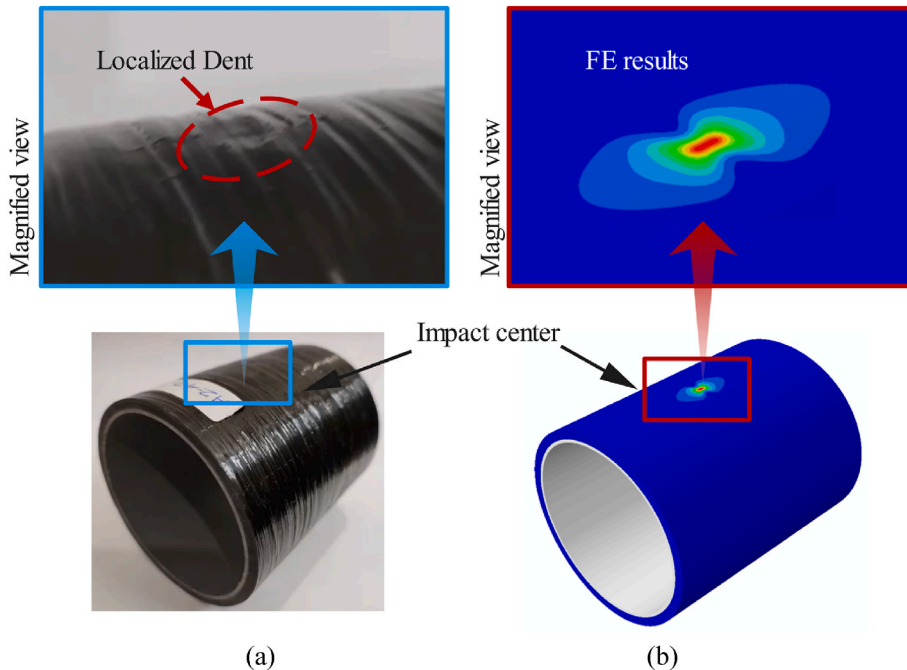 Localized Dent
FE results
Magnified view
Magnified view
Impact center
(a)
(b)